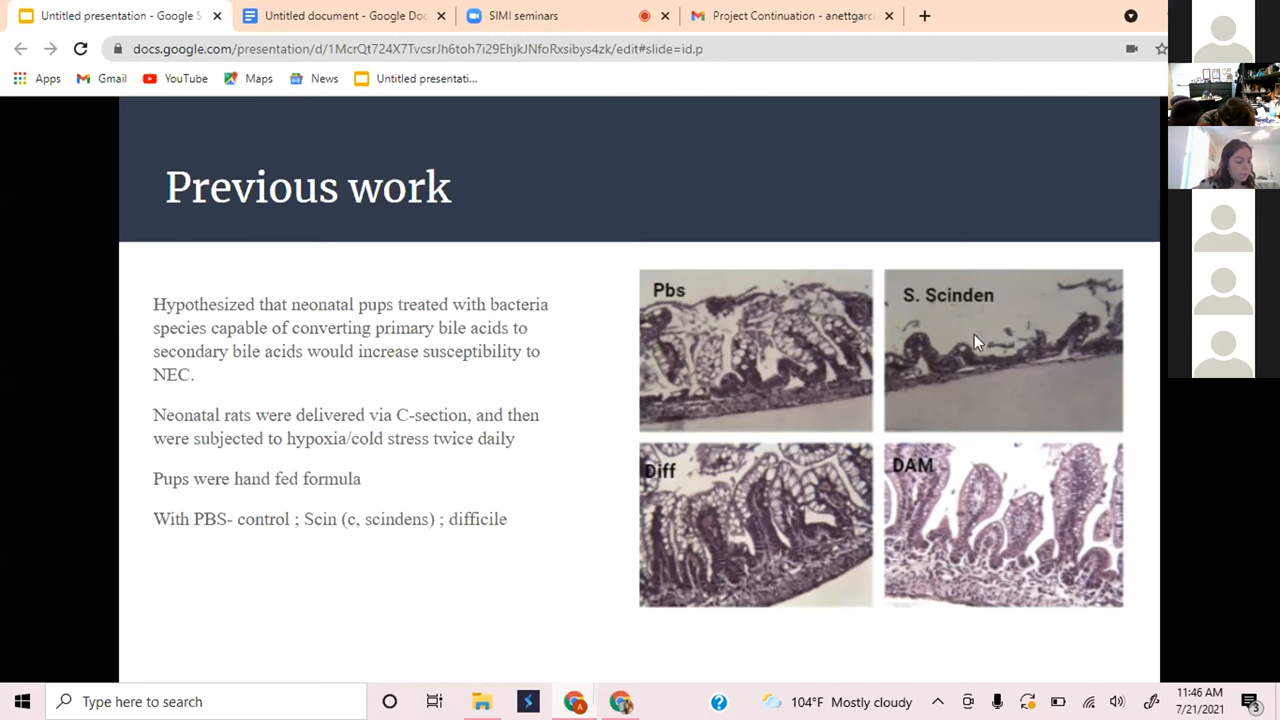 Untitled presentation - Google S
Untitled document - Google Doc
SIMI seminars
Project Continuation - anettgarc
docs.google.com/presentation/d/1McrQt724X7TvcsrJh6toh7i29EhjkJNfoRxsibys4zk/edit#slide=id.p
Apps
Gmail
YouTube
Maps
News
Untitled presentati...
Previous work
Hypothesized that neonatal pups treated with bacteria
species capable of converting primary bile acids to
secondary bile acids would increase susceptibility to
NEC.
Neonatal rats were delivered via C-section, and then
were subjected to hypoxia/cold stress twice daily
Pups were hand fed formula
With PBS- control ; Scin (c, scindens) ; difficile
Pbs
S. Scinden
Diff
DAM
Type here to search
104°F Mostly cloudy
11:46 AM
7/21/2021
3